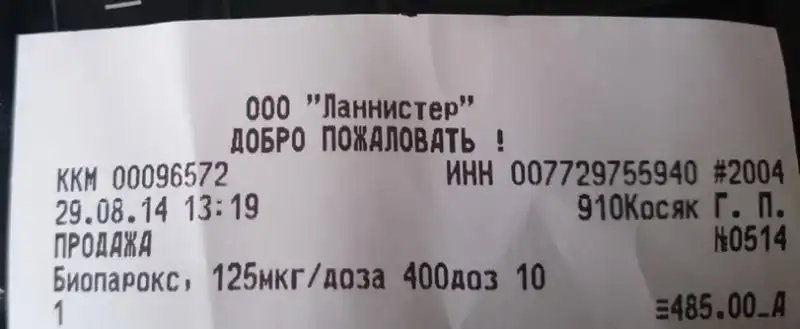 ООО "Ланнистер"
ДОБРО ПОЖАЛОВАТЬ !
ККМ 00096572 ИНН 007729755940 #2004
29.08.14 13:19 910Косяк Г. П.
ПРОДАЖА №0514
Биопарокс, 125мкг/доза 400доз 10
1 ≡485.00_А